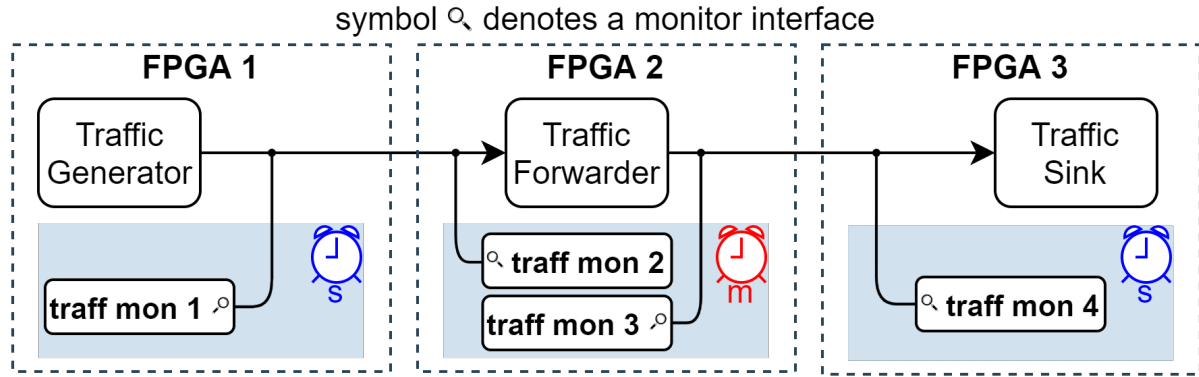 symbol denotes a monitor interface
FPGA 1
FPGA 2
FPGA 3
Traffic
Generator
Traffic
Forwarder
Traffic
Sink
s
traff mon 1
traff mon 2
m
traff mon 3
s
traff mon 4